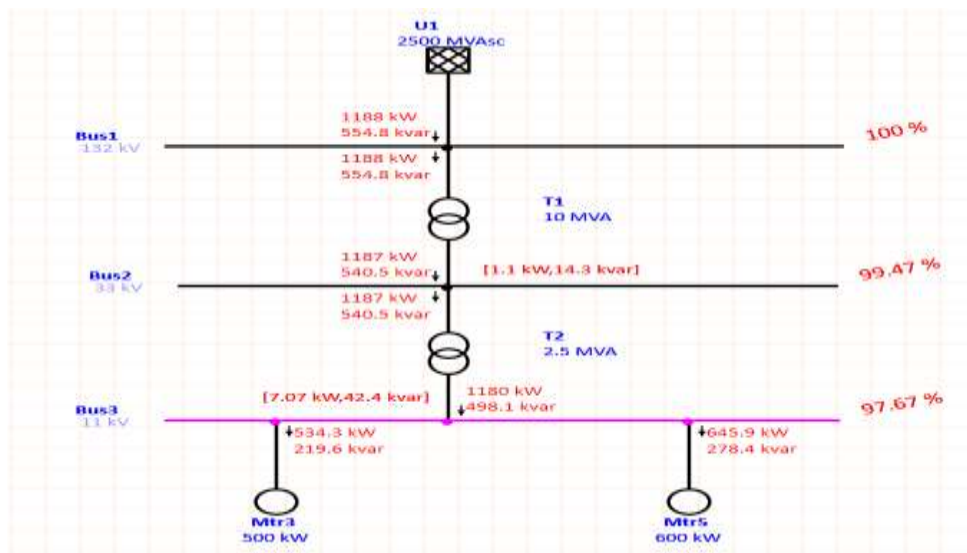 U1
2500 MVAsc
1188 kW
554.8 kvar
Bus1
132 kV
100 %
1188 kW
554.8 kvar
T1
10 MVA
1187 kW
540.5 kvar
[1.1 kW,14.3 kvar]
Bus2
33 kV
99.47 %
1187 kW
540.5 kvar
T2
2.5 MVA
[7.07 kW,42.4 kvar]
1180 kW
498.1 kvar
Bus3
11 kV
97.67 %
534.3 kW
219.6 kvar
645.9 kW
278.4 kvar
Mtr3
500 kW
Mtr5
600 kW